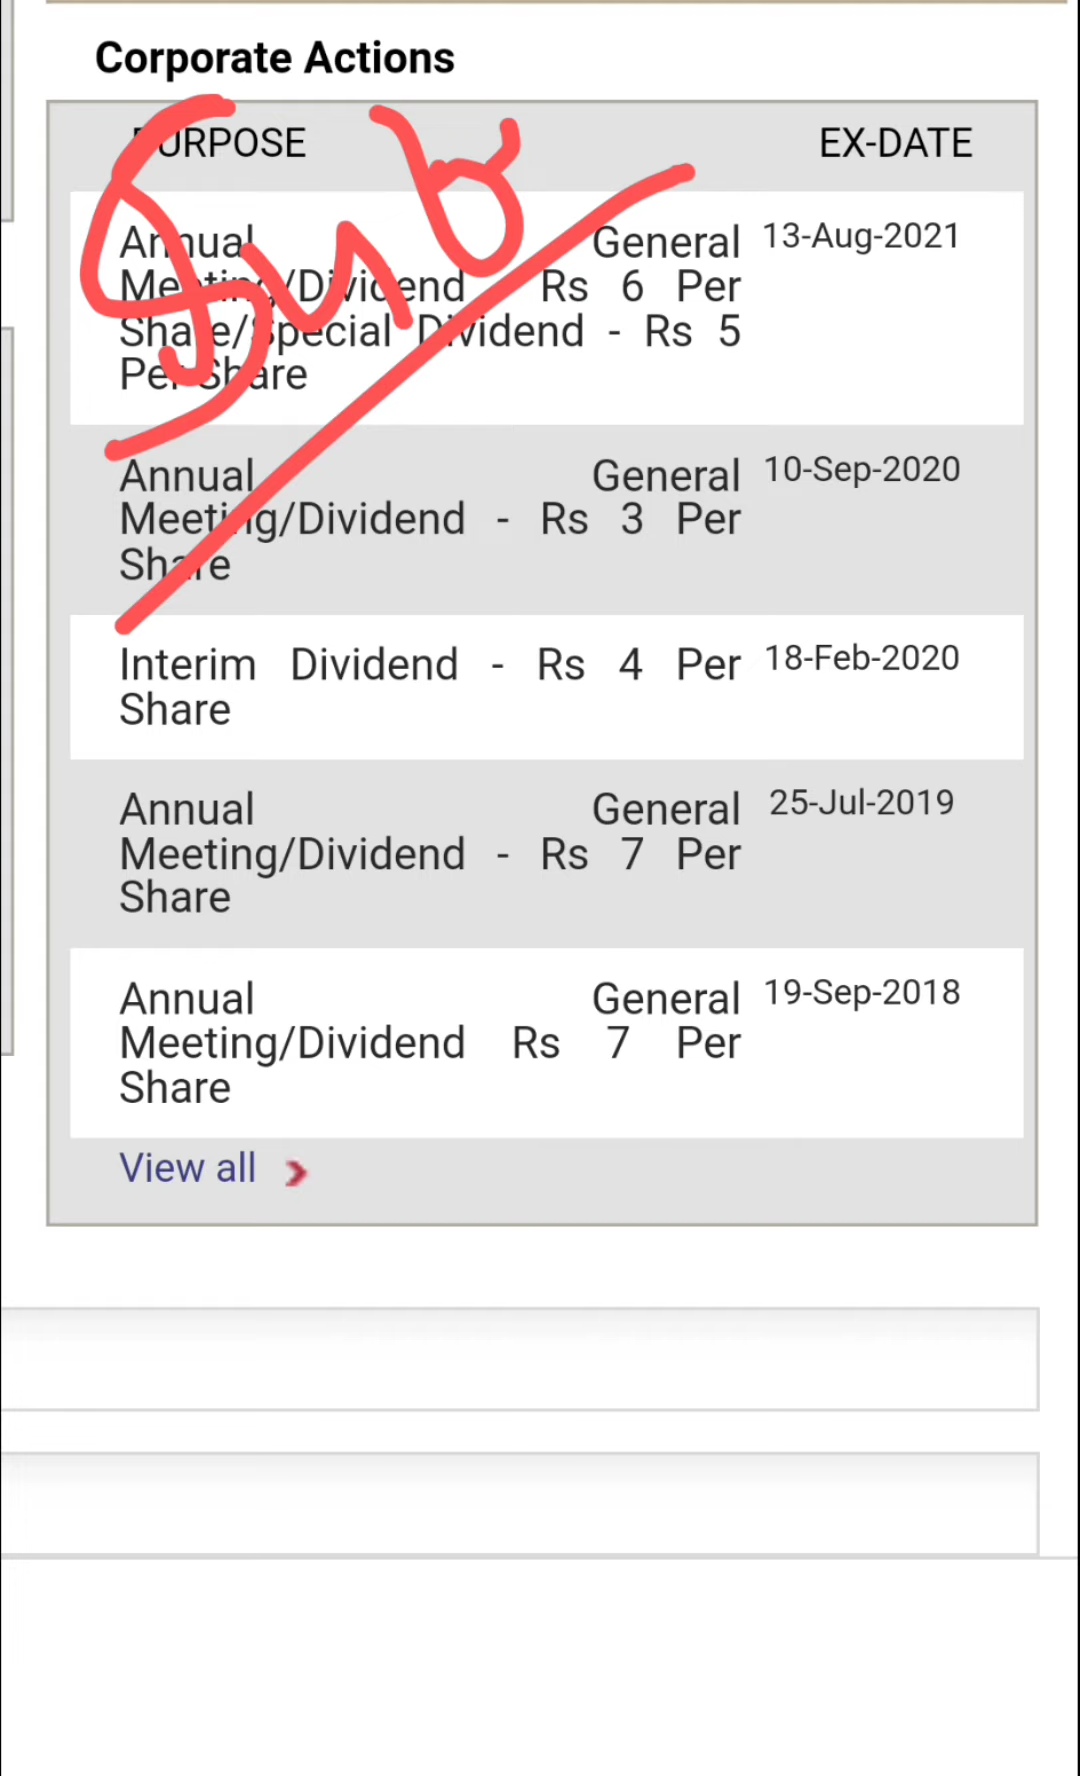 Corporate Actions
PURPOSE EX-DATE
Annual General 13-Aug-2021
Meeting/Dividend Rs 6 Per
Share/Special Dividend - Rs 5
Per Share
Annual General 10-Sep-2020
Meeting/Dividend - Rs 3 Per
Share
Interim Dividend - Rs 4 Per 18-Feb-2020
Share
Annual General 25-Jul-2019
Meeting/Dividend - Rs 7 Per
Share
Annual General 19-Sep-2018
Meeting/Dividend Rs 7 Per
Share
View all